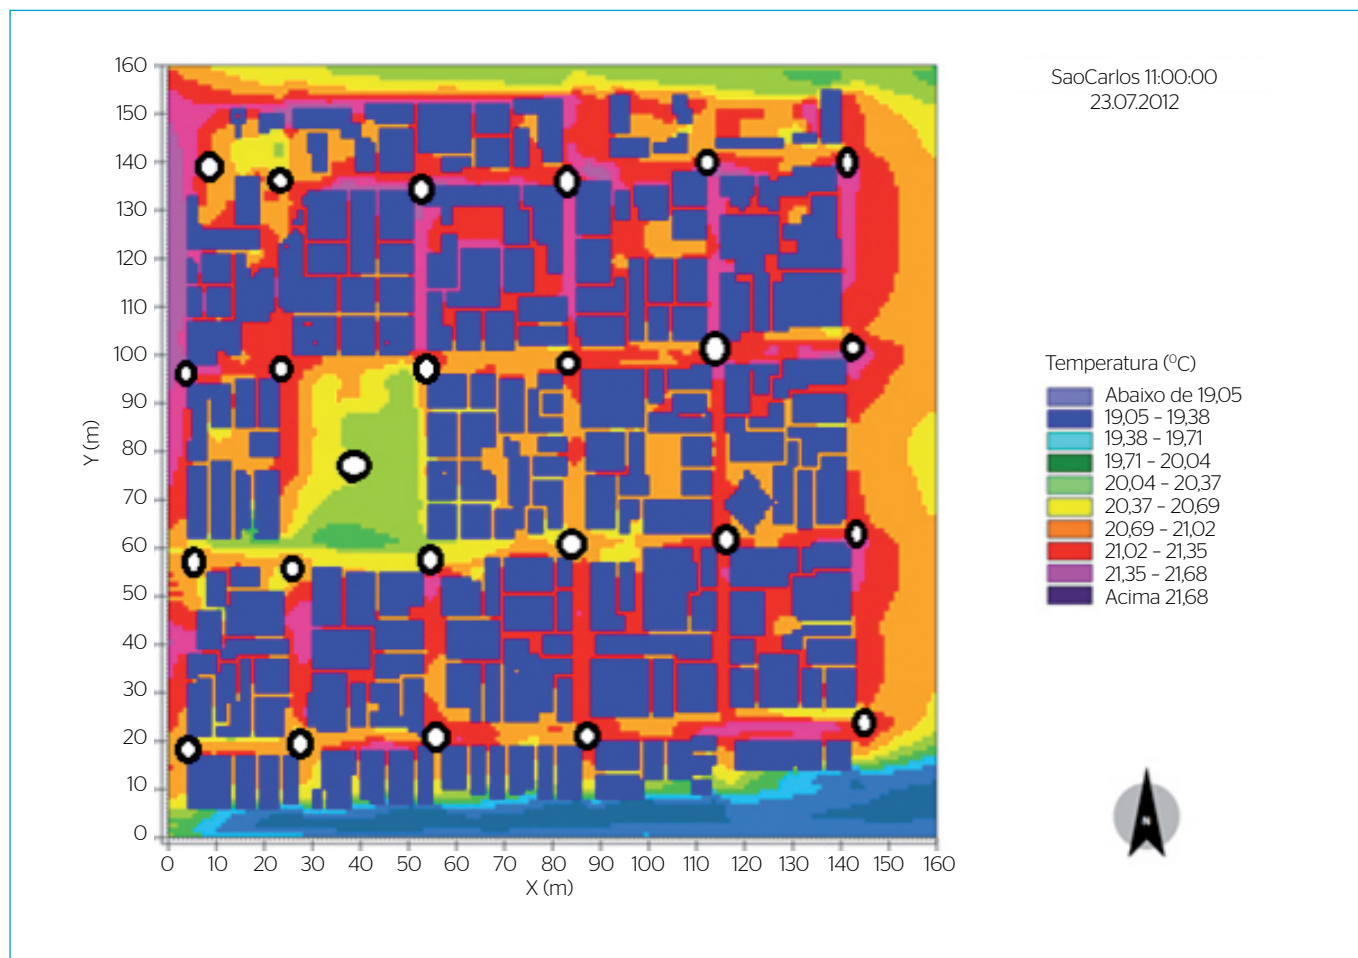 SaoCarlos 11:00:00
23.07.2012
160
150
140
130
120
110
100
90
80
70
60
50
40
30
20
10
0
Y (m)
0 10 20 30 40 50 60 70 80 90 100 110 120 130 140 150 160
X (m)
Temperatura (⁰C)
Abaixo de 19,05
19,05 - 19,38
19,38 - 19,71
19,71 - 20,04
20,04 - 20,37
20,37 - 20,69
20,69 - 21,02
21,02 - 21,35
21,35 - 21,68
Acima 21,68
N